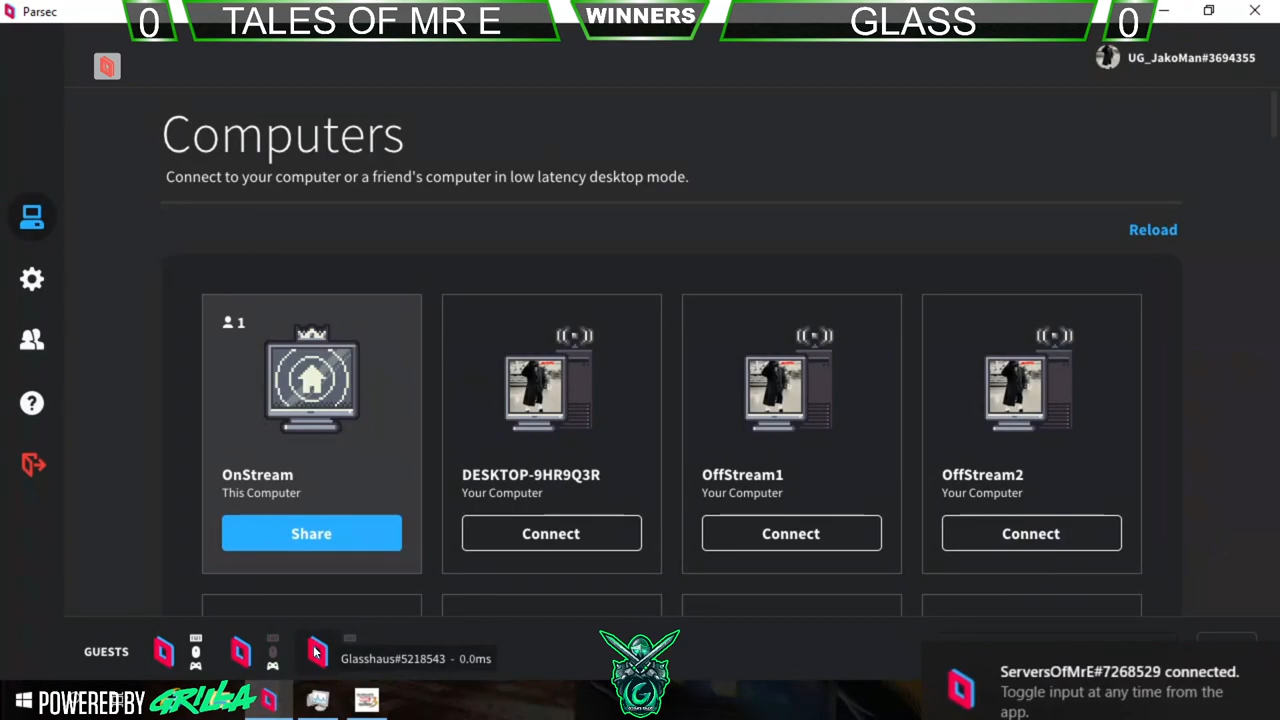 Parsec
0
TALES OF MR E
WINNERS
GLASS
0
UG_JakoMan#3694355
Computers
Connect to your computer or a friend's computer in low latency desktop mode.
Reload
1
OnStream
This Computer
Share
DESKTOP-9HR9Q3R
Your Computer
Connect
OffStream1
Your Computer
Connect
OffStream2
Your Computer
Connect
GUESTS
Glasshaus#5218543 - 0.0ms
ServersOfMrE#7268529 connected.
Toggle input at any time from the
app.
POWERED BY
G